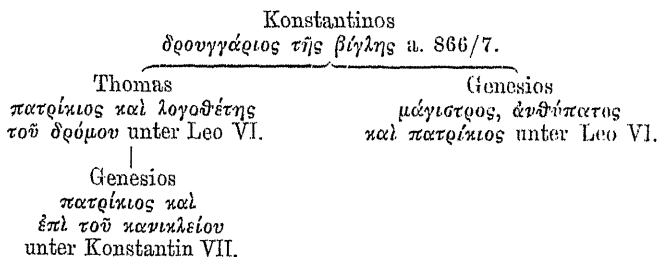 Konstantinos
δρουγγάριος τῆς βίγλης a. 866/7.
Thomas
πατρίκιος καὶ λογοθέτης
τοῦ δρόμου unter Leo VI.
Genesios
μάγιστρος, ἀνθύπατος
καὶ πατρίκιος unter Leo VI.
Genesios
πατρίκιος καὶ
ἐπὶ τοῦ κανικλείου
unter Konstantin VII.